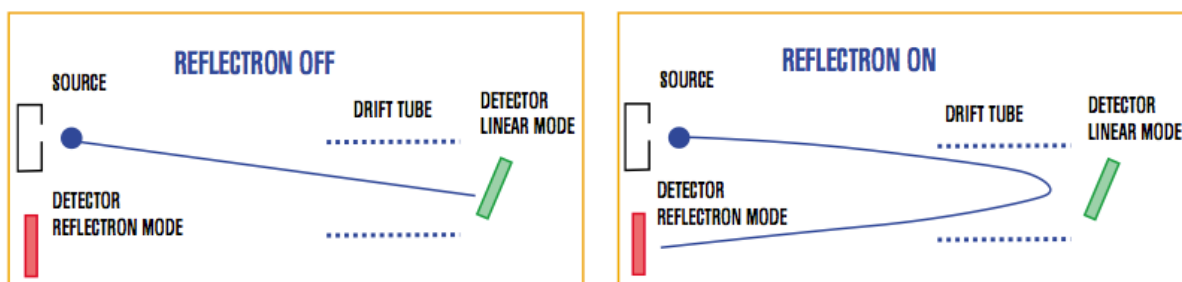 REFLECTRON OFF
SOURCE
DRIFT TUBE
DETECTOR
LINEAR MODE
DETECTOR
REFLECTRON MODE
REFLECTRON ON
SOURCE
DRIFT TUBE
DETECTOR
LINEAR MODE
DETECTOR
REFLECTRON MODE